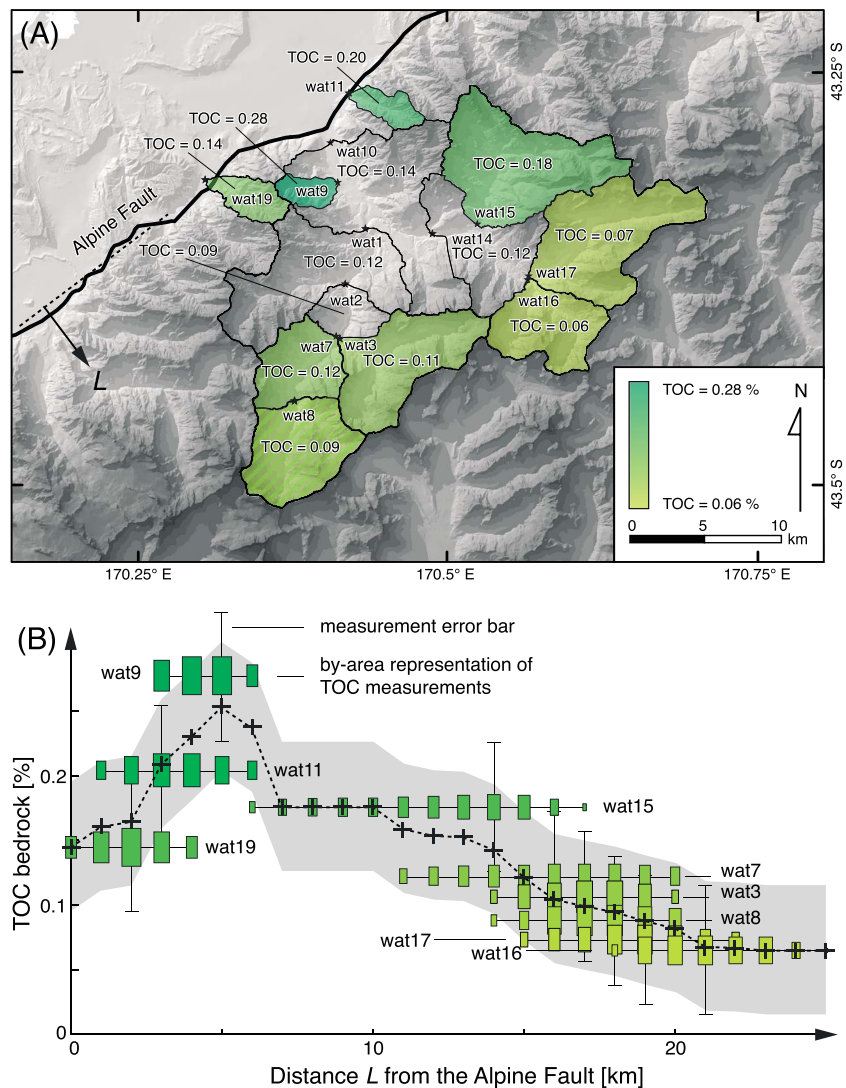 (A)
TOC =
0.20
wat11
TOC =
0.28
TOC =
0.14
wat10
TOC =
0.14
wat9
wat19
TOC = 0.18
43.25° S
Alpine Fault
TOC =
0.09
wat1
TOC =
0.12
wat15
wat14
TOC =
0.12
TOC =
0.07
wat17
wat2
wat16
TOC = 0.06
wat7
wat3
TOC =
0.11
TOC =
0.12
L
wat8
TOC =
0.09
TOC = 0.28 %
N
TOC = 0.06 %
0 5 10
km
43.5° S
170.25° E 170.5° E 170.75° E
(B)
measurement error bar
wat9
by-area representation of
TOC measurements
wat11
0.2
wat15
wat19
wat7
wat3
0.1
wat8
wat17
wat16
TOC bedrock [%]
0
0 10 20
Distance L from the Alpine Fault [km]